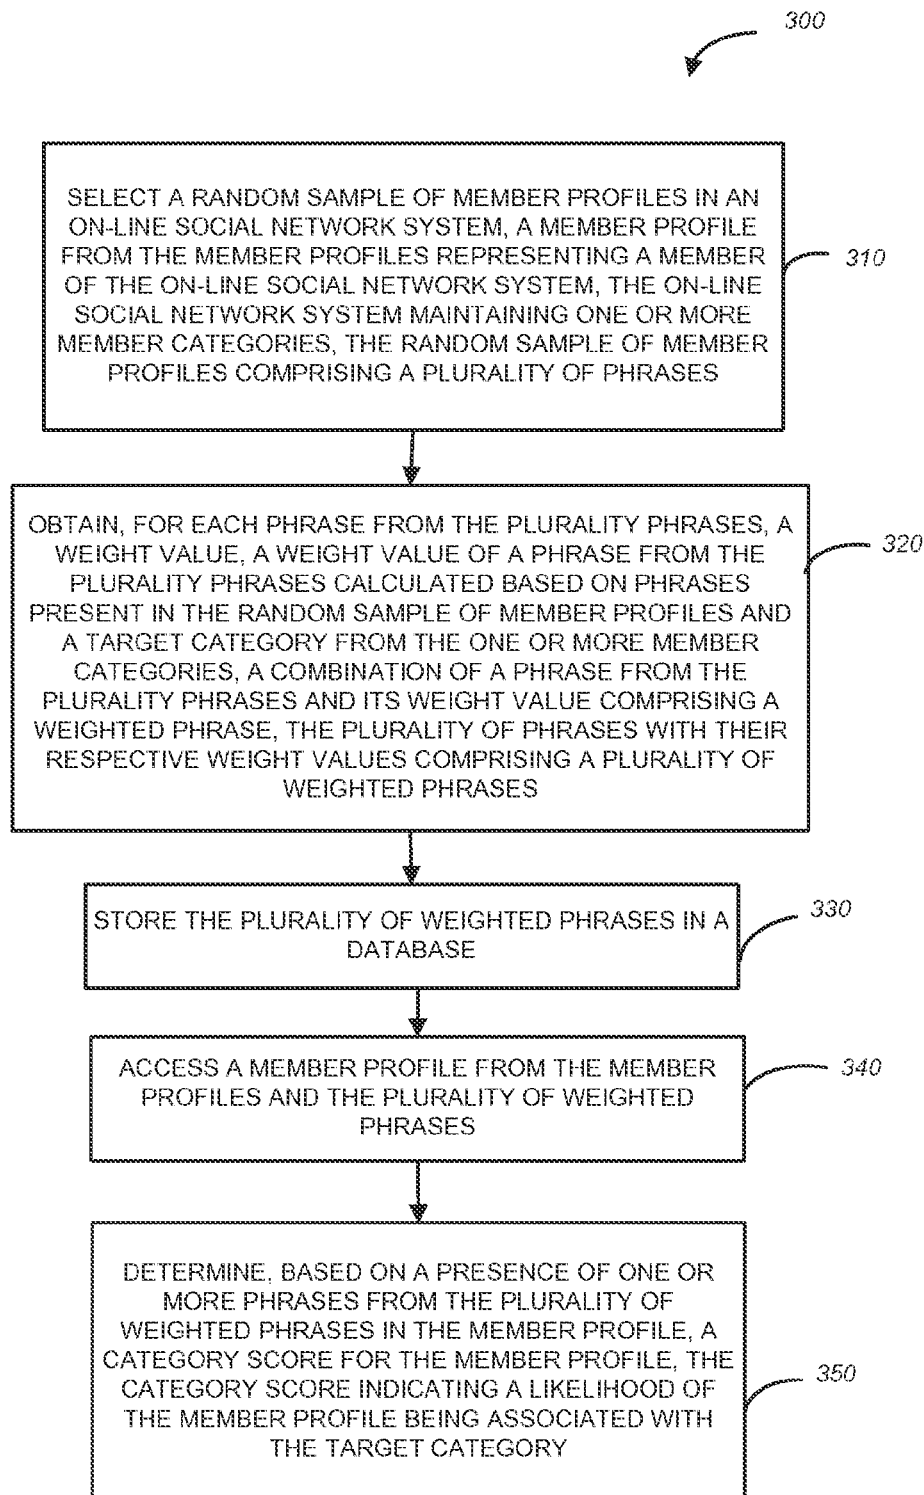 300
SELECT A RANDOM SAMPLE OF MEMBER PROFILES IN AN
ON-LINE SOCIAL NETWORK SYSTEM, A MEMBER PROFILE
FROM THE MEMBER PROFILES REPRESENTING A MEMBER
OF THE ON-LINE SOCIAL NETWORK SYSTEM, THE ON-LINE
SOCIAL NETWORK SYSTEM MAINTAINING ONE OR MORE
MEMBER CATEGORIES, THE RANDOM SAMPLE OF MEMBER
PROFILES COMPRISING A PLURALITY OF PHRASES
310
OBTAIN, FOR EACH PHRASE FROM THE PLURALITY PHRASES, A
WEIGHT VALUE, A WEIGHT VALUE OF A PHRASE FROM THE
PLURALITY PHRASES CALCULATED BASED ON PHRASES
PRESENT IN THE RANDOM SAMPLE OF MEMBER PROFILES AND
A TARGET CATEGORY FROM THE ONE OR MORE MEMBER
CATEGORIES, A COMBINATION OF A PHRASE FROM THE
PLURALITY PHRASES AND ITS WEIGHT VALUE COMPRISING A
WEIGHTED PHRASE, THE PLURALITY OF PHRASES WITH THEIR
RESPECTIVE WEIGHT VALUES COMPRISING A PLURALITY OF
WEIGHTED PHRASES
320
STORE THE PLURALITY OF WEIGHTED PHRASES IN A
DATABASE
330
ACCESS A MEMBER PROFILE FROM THE MEMBER
PROFILES AND THE PLURALITY OF WEIGHTED
PHRASES
340
DETERMINE, BASED ON A PRESENCE OF ONE OR
MORE PHRASES FROM THE PLURALITY OF
WEIGHTED PHRASES IN THE MEMBER PROFILE, A
CATEGORY SCORE FOR THE MEMBER PROFILE, THE
CATEGORY SCORE INDICATING A LIKELIHOOD OF
THE MEMBER PROFILE BEING ASSOCIATED WITH
THE TARGET CATEGORY
350